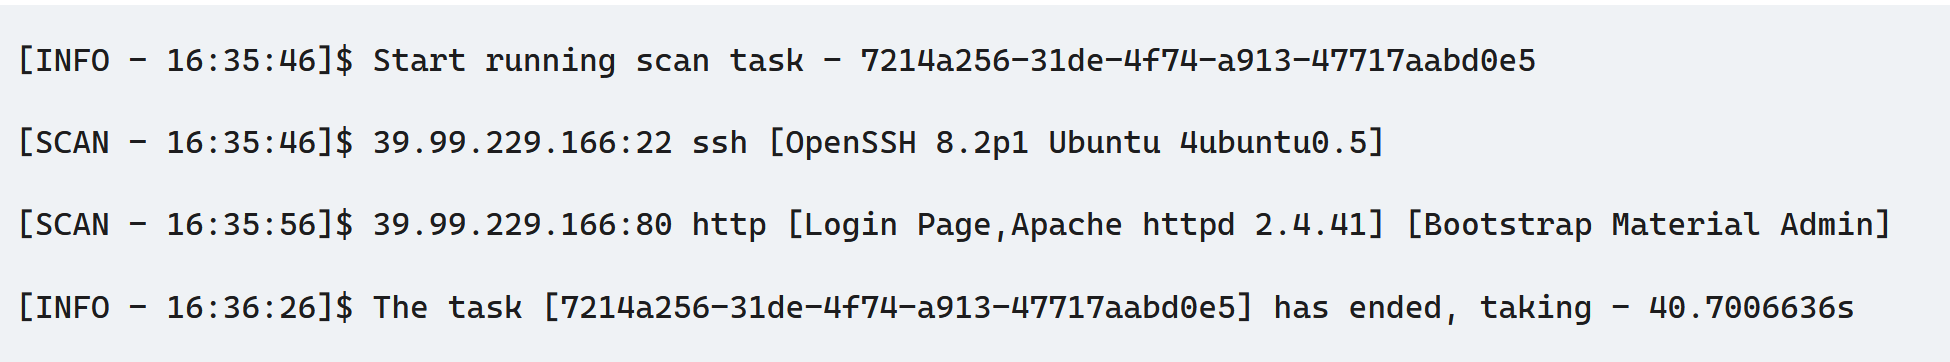 [INFO - 16:35:46]$ Start running scan task - 7214a256-31de-4f74-a913-47717aabd0e5
[SCAN - 16:35:46]$ 39.99.229.166:22 ssh [OpenSSH 8.2p1 Ubuntu 4ubuntu0.5]
[SCAN - 16:35:56]$ 39.99.229.166:80 http [Login Page,Apache httpd 2.4.41] [Bootstrap Material Admin]
[INFO - 16:36:26]$ The task [7214a256-31de-4f74-a913-47717aabd0e5] has ended, taking - 40.7006636s